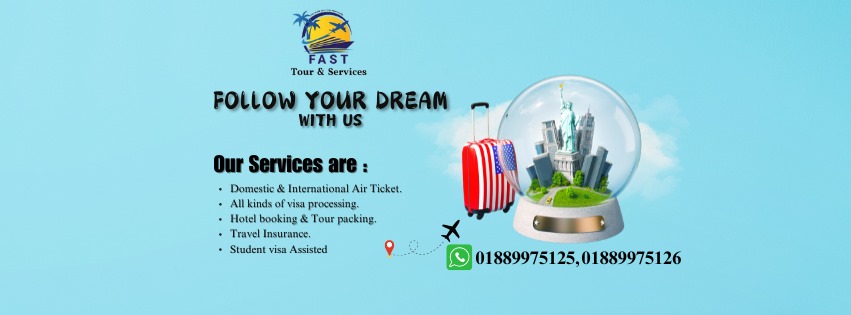 FAST
Tour & Services
FOLLOW YOUR DREAM
WITH US
Our Services are :
• Domestic & International Air Ticket.
• All kinds of visa processing.
• Hotel booking & Tour packing.
• Travel Insurance.
• Student visa Assisted
01889975125, 01889975126